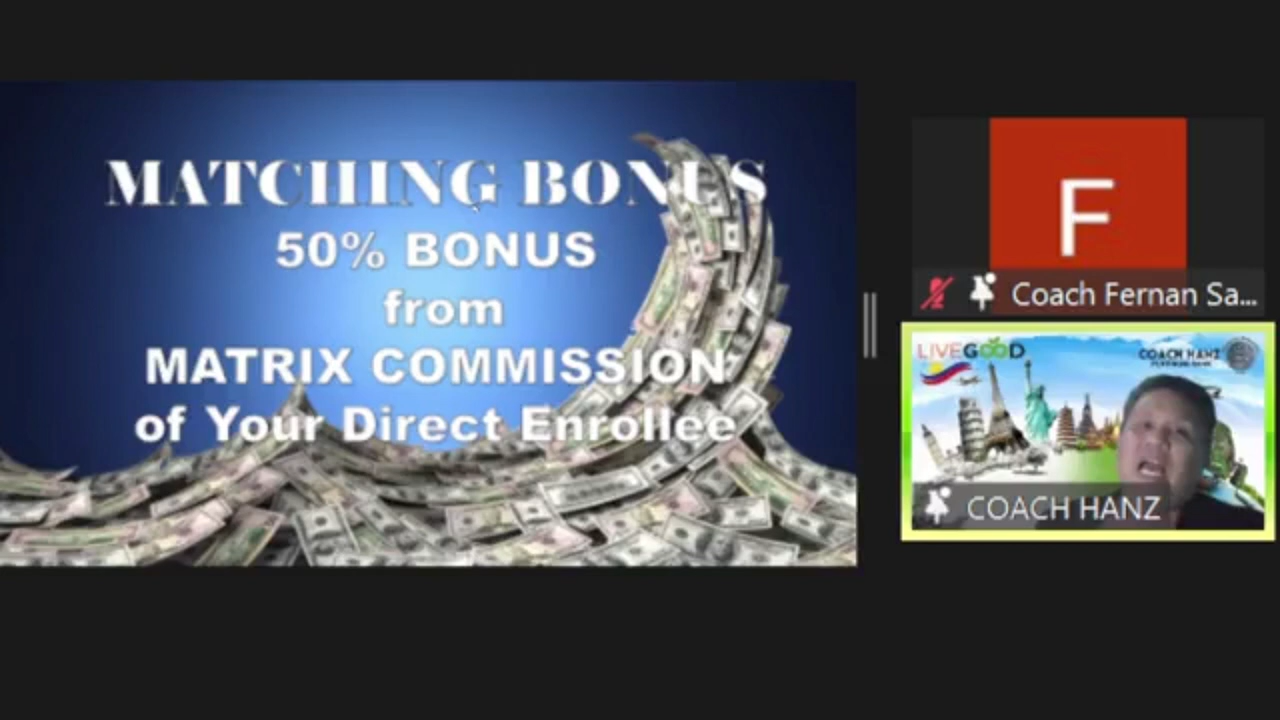 MATCHING BONUS
50% BONUS
from
MATRIX COMMISSION
of Your Direct Enrollee
F
Coach Fernan Sa...
LIVEGOOD
COACH HANZ
COACH HANZ